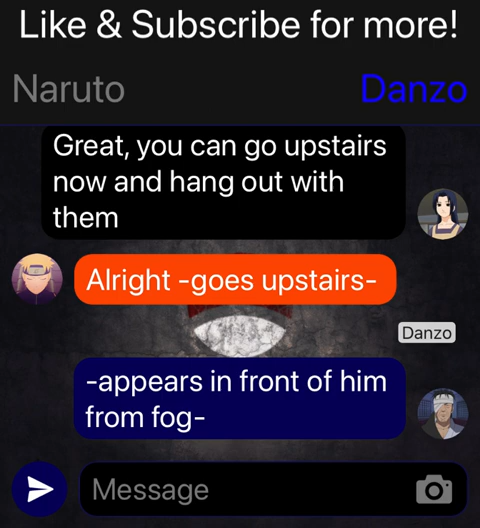 Like & Subscribe for more!
Naruto
Danzo
Great, you can go upstairs
now and hang out with
them
Alright -goes upstairs-
Danzo
-appears in front of him
from fog-
Message